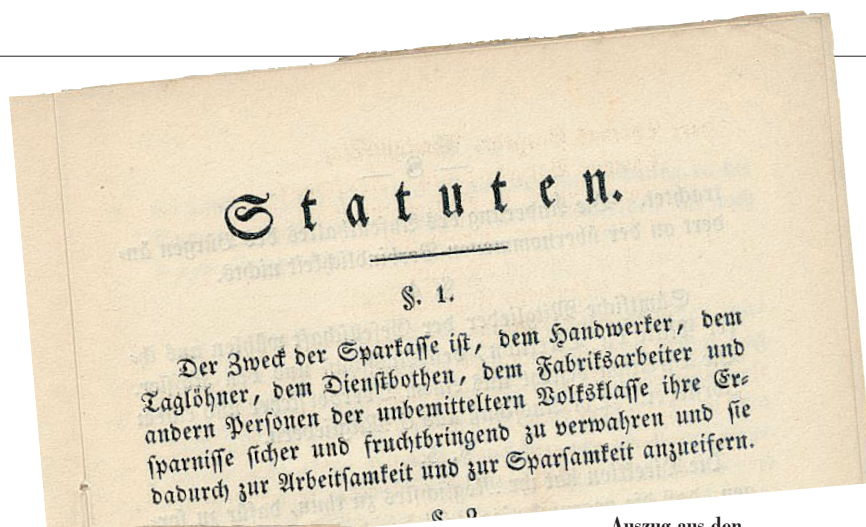 Statuten.
§. 1.
Der Zweck der Sparkasse ist, dem Handwerker, dem
Taglöhner, dem Dienstbothen, dem Fabriksarbeiter und
andern Personen der unbemitteltern Volksklasse ihre Er-
sparnisse sicher und fruchtbringend zu verwahren und sie
dadurch zur Arbeitsamkeit und zur Sparsamkeit anzueifern.
Auszug aus den